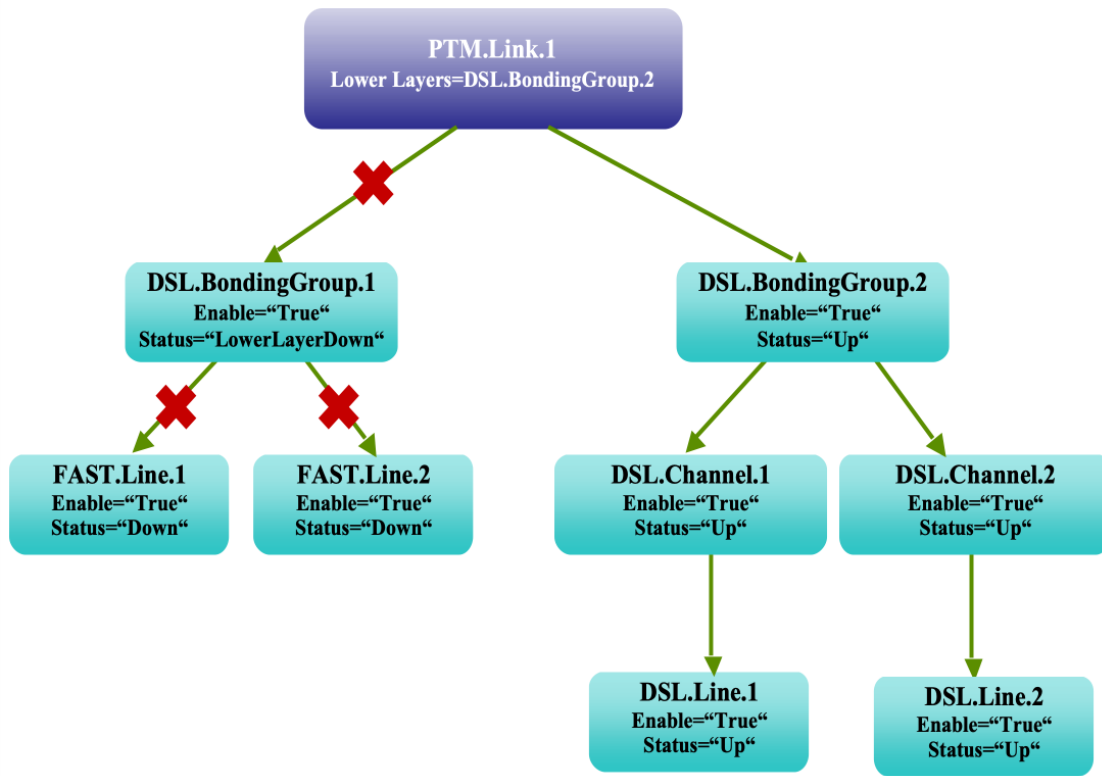 PTM.Link.1
Lower Layers=DSL.BondingGroup.2
DSL.BondingGroup.1
Enable=“True“
Status=“LowerLayerDown“
DSL.BondingGroup.2
Enable=“True“
Status=“Up“
FAST.Line.1
Enable=“True“
Status=“Down“
FAST.Line.2
Enable=“True“
Status=“Down“
DSL.Channel.1
Enable=“True“
Status=“Up“
DSL.Channel.2
Enable=“True“
Status=“Up“
DSL.Line.1
Enable=“True“
Status=“Up“
DSL.Line.2
Enable=“True“
Status=“Up“